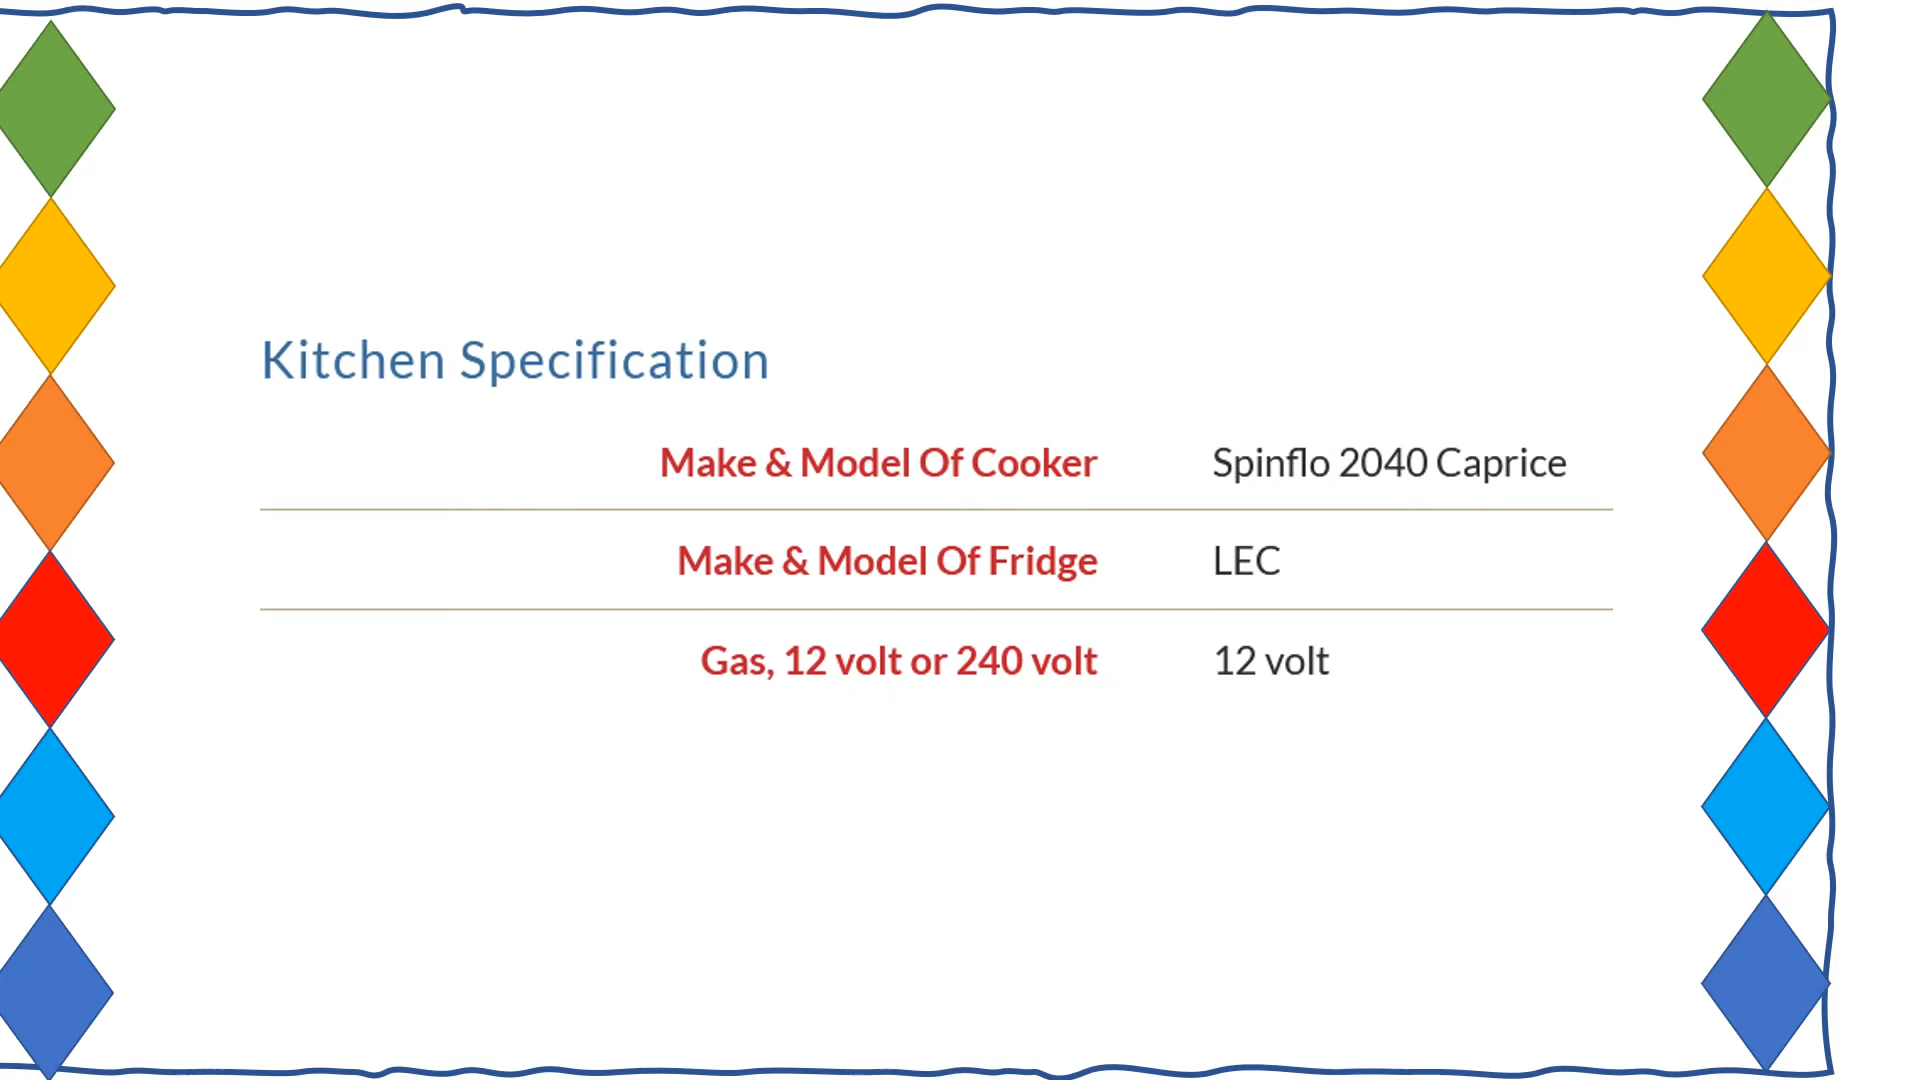 Kitchen Specification
Make & Model Of Cooker Spinflo 2040 Caprice
Make & Model Of Fridge LEC
Gas, 12 volt or 240 volt 12 volt